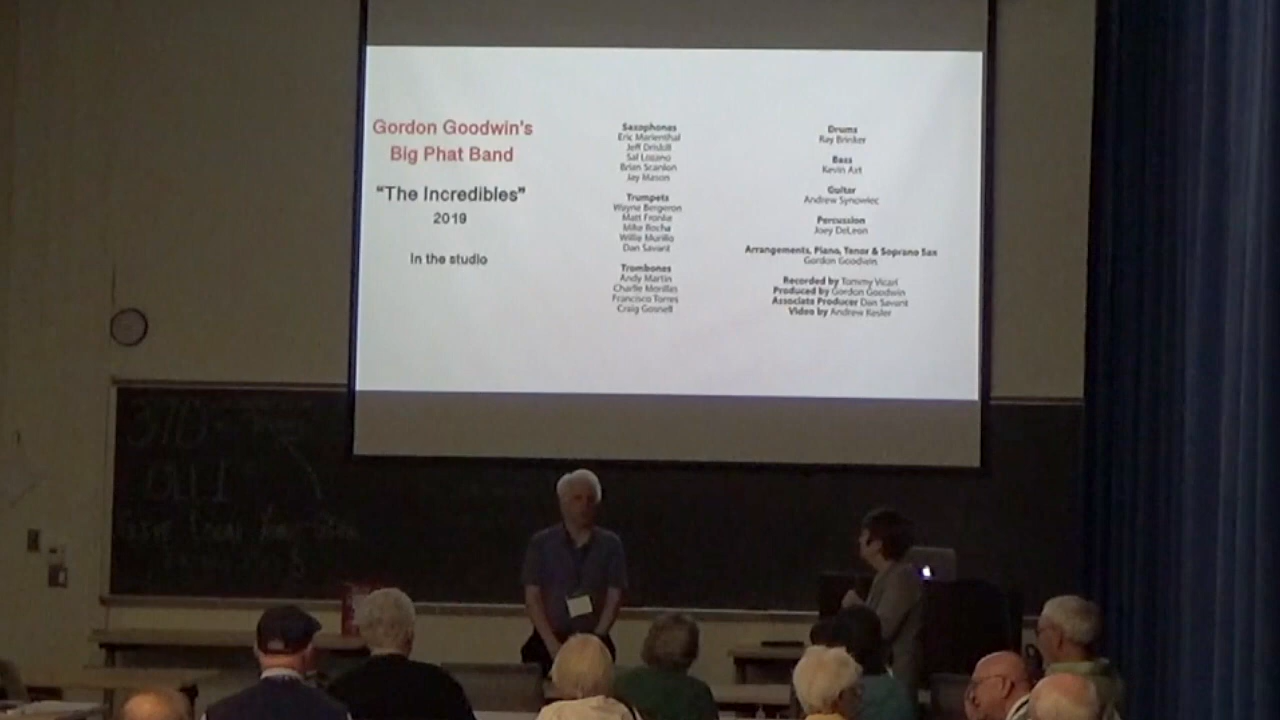 Gordon Goodwin's
Big Phat Band
"The Incredibles"
2019
In the studio
Saxophones
Eric Marienthal
Jeff Driskill
Sal Lozano
Brian Scanlon
Jay Mason
Trumpets
Wayne Bergeron
Matt Fronke
Mike Rocha
Willie Murillo
Dan Savant
Trombones
Andy Martin
Charlie Morillas
Francisco Torres
Craig Gosnell
Drums
Ray Brinker
Bass
Kevin Axt
Guitar
Andrew Synowiec
Percussion
Joey DeLeon
Arrangements, Piano, Tenor & Soprano Sax
Gordon Goodwin
Recorded by Tommy Vicari
Produced by Gordon Goodwin
Associate Producer Dan Savant
Video by Andrew Kesler